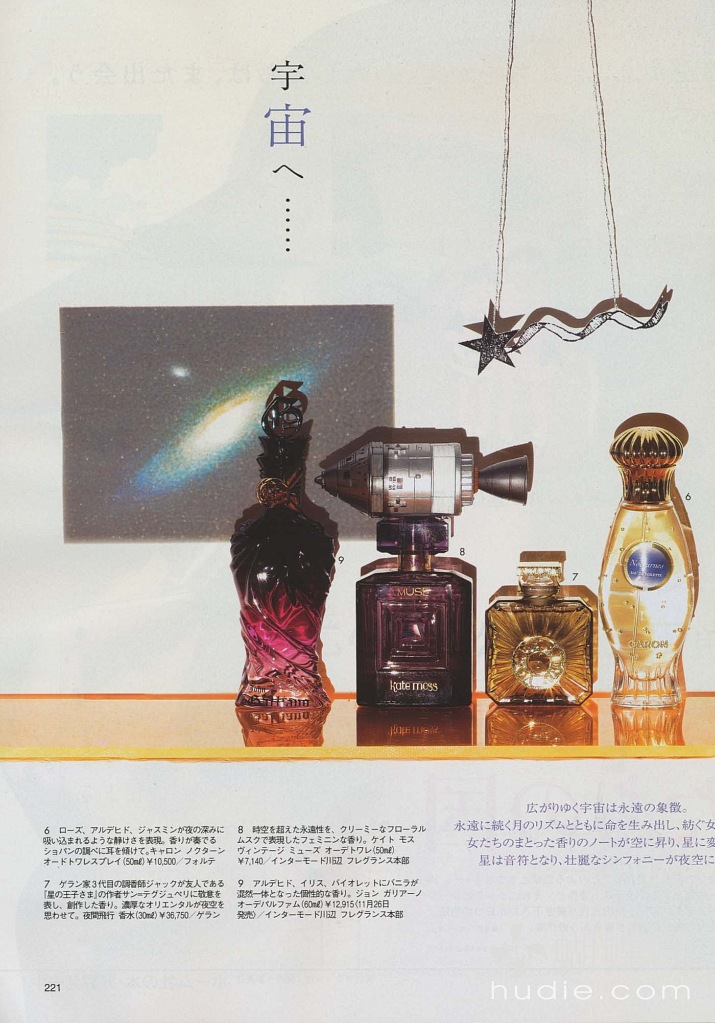 宇宙へ……
6
9
8
7
Nocturnes
CARON
MUSE
kate moss
6 ローズ、アルデヒド、ジャスミンが夜の深みに
吸い込まれるような静けさを表現。香りが奏でる
ショパンの調べに耳を傾けて。キャロン ノクターン
オードトワレスプレイ(50㎖)￥10,500／フォルテ
7 ゲラン家3代目の調香師ジャックが友人である
『星の王子さま』の作者サン=テグジュペリに敬意を
表し、創作した香り。濃厚なオリエンタルが夜空を
思わせて。夜間飛行 香水(30㎖)￥36,750／ゲラン
8 時空を超えた永遠性を、クリーミーなフローラル
ムスクで表現したフェミニンな香り。ケイト モス
ヴィンテージ ミューズ オーデトワレ(50㎖)
￥7,140／インターモード川辺 フレグランス本部
9 アルデヒド、イリス、バイオレットにバニラが
混然一体となった個性的な香り。ジョン ガリアーノ
オーデパルファム(60㎖)￥12,915(11月26日
発売)／インターモード川辺 フレグランス本部
広がりゆく宇宙は永遠の象徴。
永遠に続く月のリズムとともに命を生み出し、紡ぐ女
女たちのまとった香りのノートが空に昇り、星に変
星は音符となり、壮麗なシンフォニーが夜空に
221
hudie.com